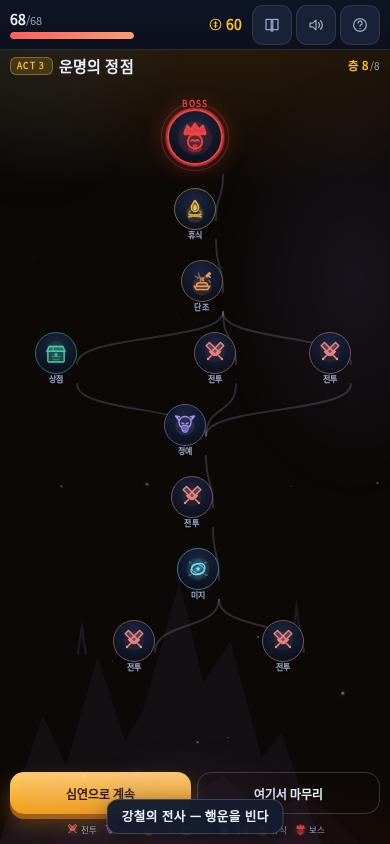 68/68
60
ACT 3 운명의 정점
층 8/8
BOSS
휴식
단조
상점
전투
전투
정예
전투
미지
전투
전투
심연으로 계속
여기서 마무리
강철의 전사 — 행운을 빈다
전투
보스